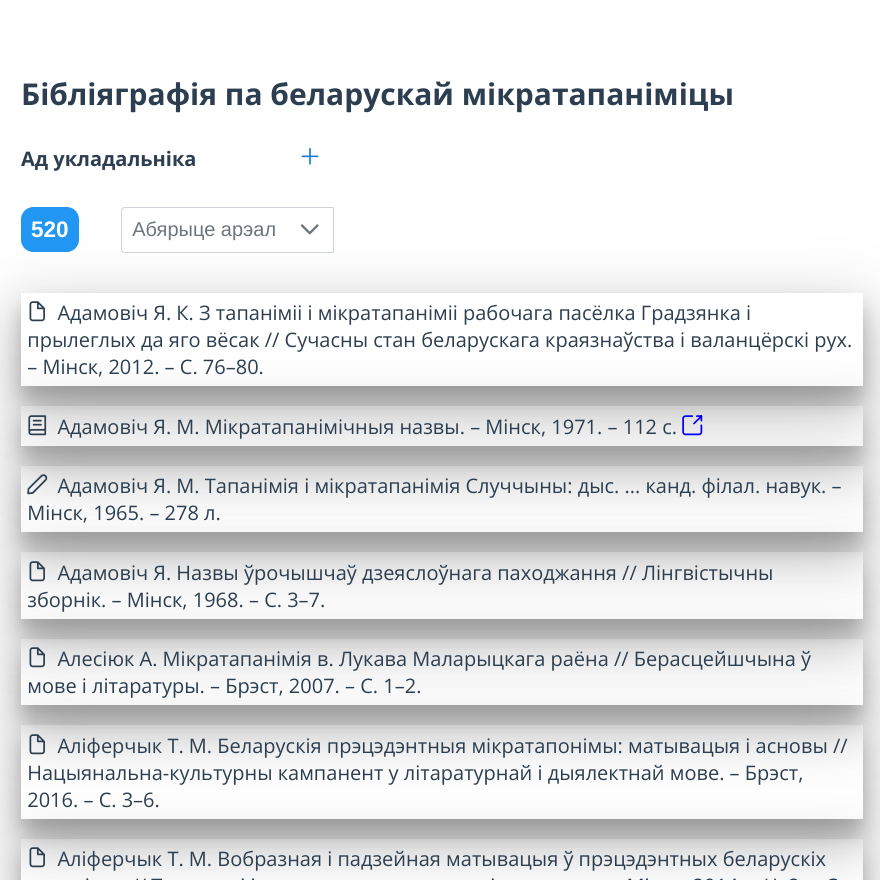 Бібліяграфія па беларускай мікратапаніміцы
Ад укладальніка
520
Абярыце арэал
Адамовіч Я. К. З тапаніміі і мікратапаніміі рабочага пасёлка Градзянка і
прылеглых да яго вёсак // Сучасны стан беларускага краязнаўства і валанцёрскі рух.
– Мінск, 2012. – С. 76–80.
Адамовіч Я. М. Мікратапанімічныя назвы. – Мінск, 1971. – 112 с.
Адамовіч Я. М. Тапанімія і мікратапанімія Случчыны: дыс. ... канд. філал. навук. –
Мінск, 1965. – 278 л.
Адамовіч Я. Назвы ўрочышчаў дзеяслоўнага паходжання // Лінгвістычны
зборнік. – Мінск, 1968. – С. 3–7.
Алесіюк А. Мікратапанімія в. Лукава Маларыцкага раёна // Берасцейшчына ў
мове і літаратуры. – Брэст, 2007. – С. 1–2.
Аліферчык Т. М. Беларускія прэцэдэнтныя мікратапонімы: матывацыя і асновы //
Нацыянальна-культурны кампанент у літаратурнай і дыялектнай мове. – Брэст,
2016. – С. 3–6.
Аліферчык Т. М. Вобразная і падзейная матывацыя ў прэцэдэнтных беларускіх